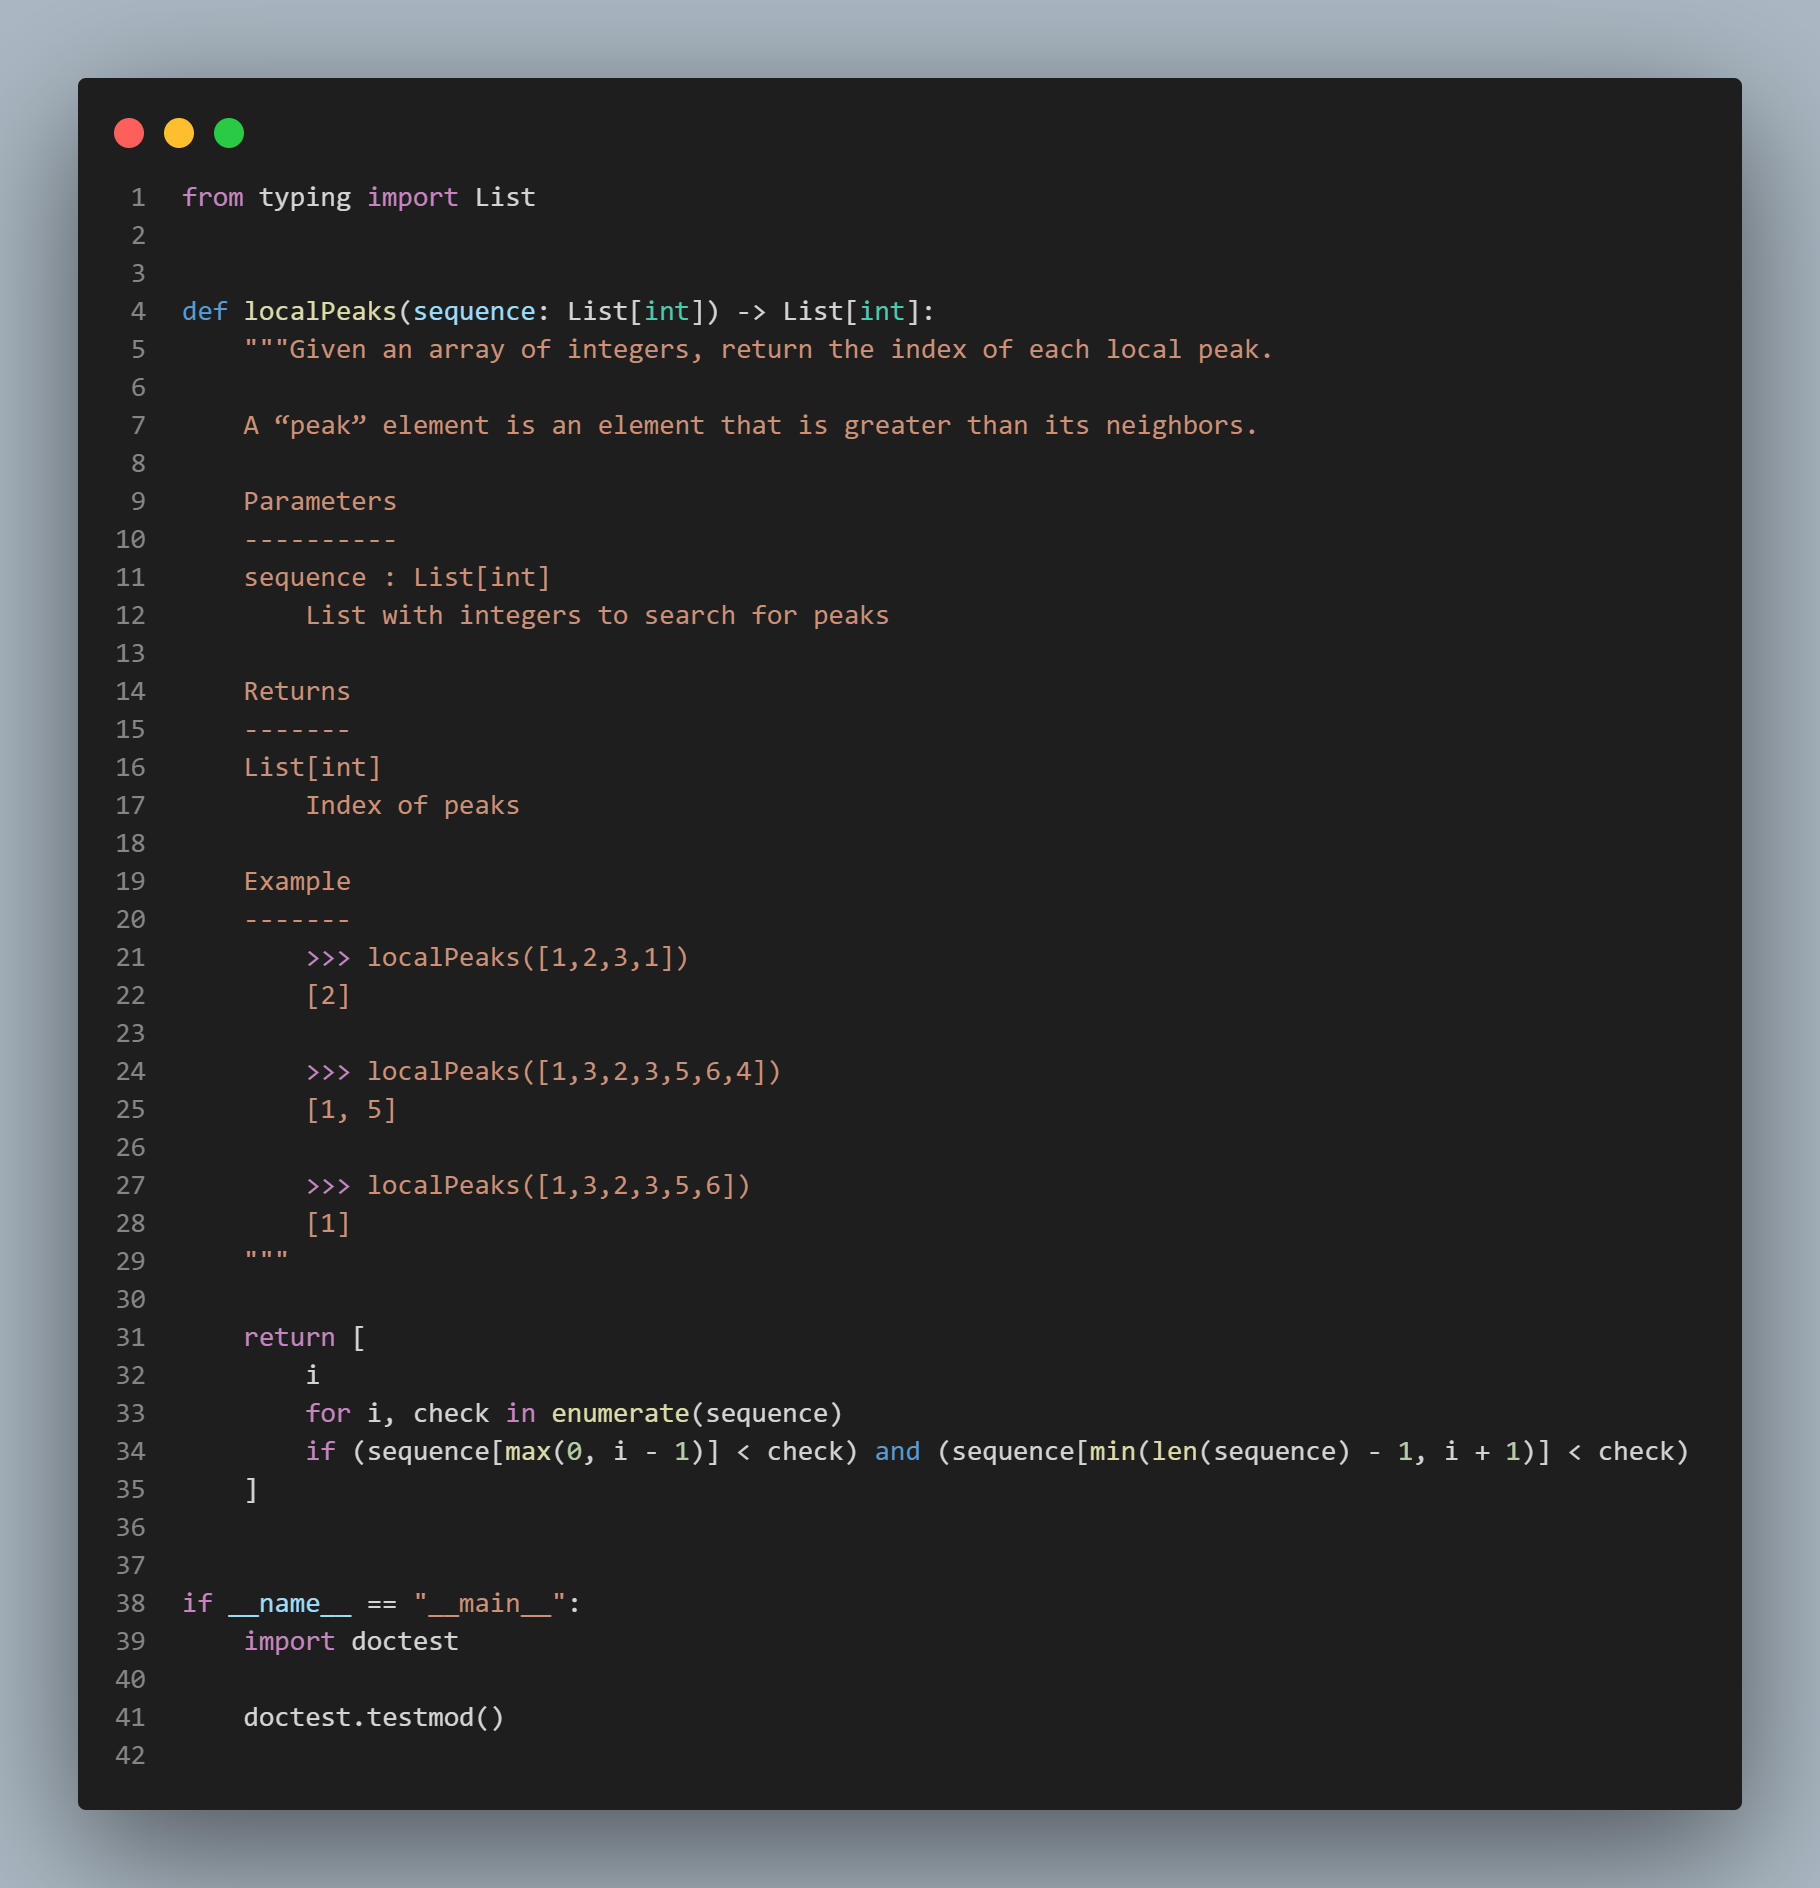 1 from typing import List
2
3
4 def localPeaks(sequence: List[int]) -> List[int]:
5     """Given an array of integers, return the index of each local peak.
6
7     A “peak” element is an element that is greater than its neighbors.
8
9     Parameters
10     ----------
11     sequence : List[int]
12         List with integers to search for peaks
13
14     Returns
15     -------
16     List[int]
17         Index of peaks
18
19     Example
20     -------
21         >>> localPeaks([1,2,3,1])
22         [2]
23
24         >>> localPeaks([1,3,2,3,5,6,4])
25         [1, 5]
26
27         >>> localPeaks([1,3,2,3,5,6])
28         [1]
29     """
30
31     return [
32         i
33         for i, check in enumerate(sequence)
34         if (sequence[max(0, i - 1)] < check) and (sequence[min(len(sequence) - 1, i + 1)] < check)
35     ]
36
37
38 if __name__ == "__main__":
39     import doctest
40
41     doctest.testmod()
42